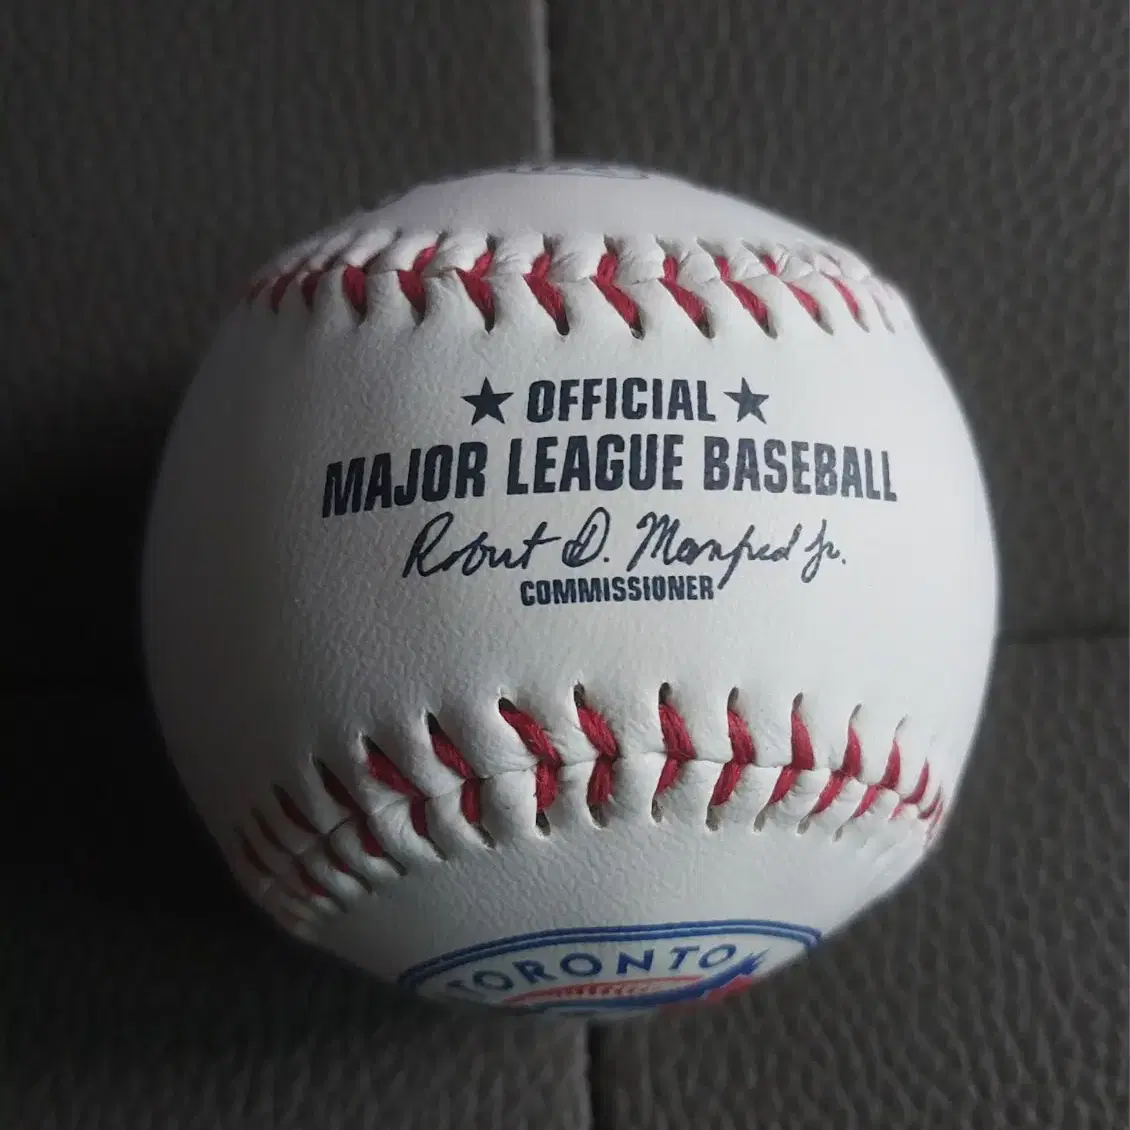 ★ OFFICIAL ★
MAJOR LEAGUE BASEBALL
Robert D. Manfred Jr.
COMMISSIONER
TORONTO